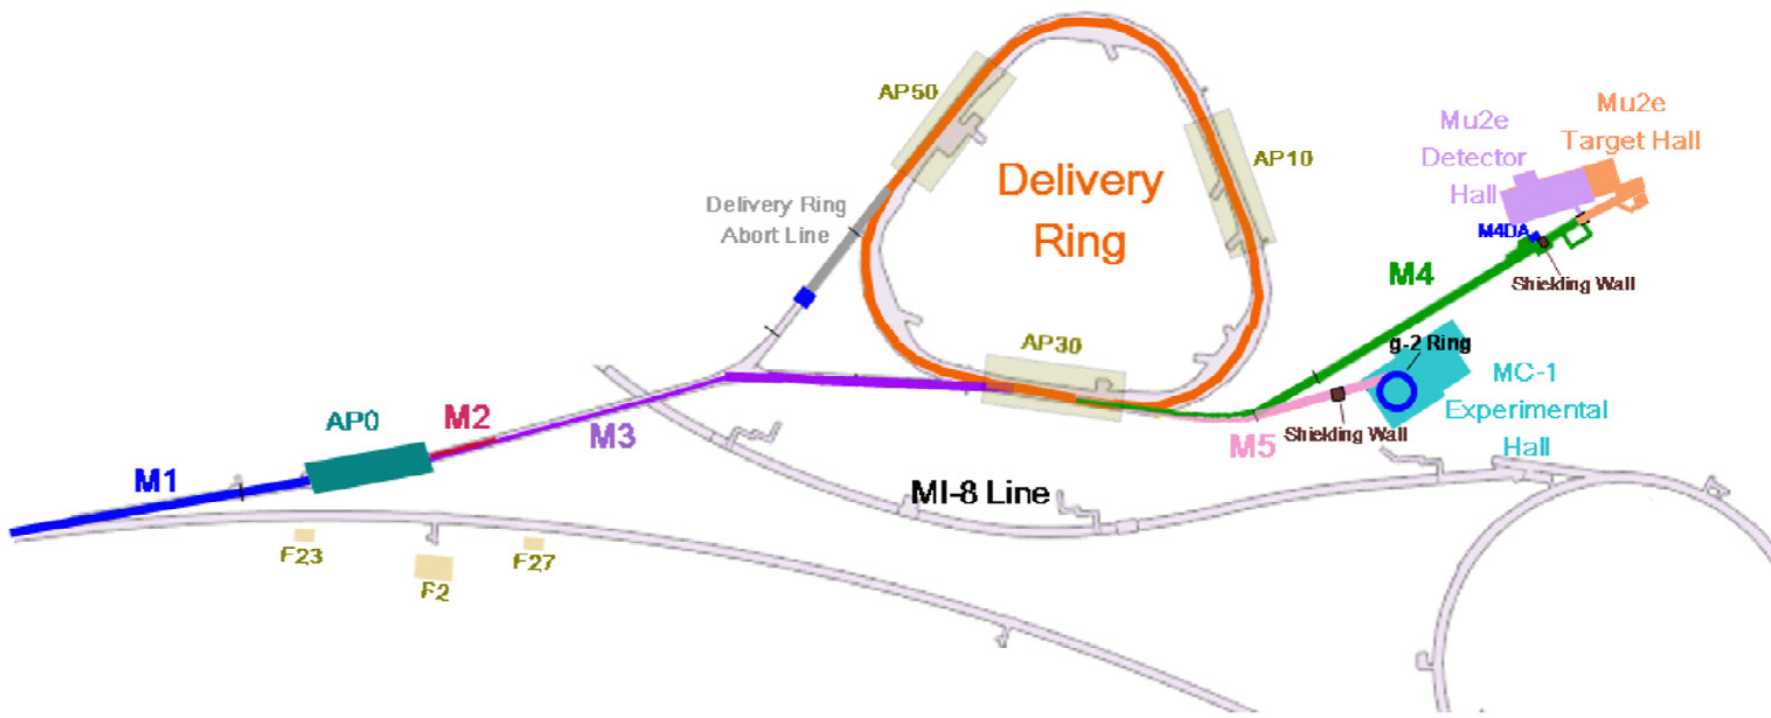 AP50
Mu2e
Target Hall
Mu2e
Detector
Hall
AP10
Delivery
Ring
Delivery Ring
Abort Line
M4DA
M4
Shielding Wall
AP30
g-2 Ring
MC-1
Experimental
Hall
AP0
M2
M3
M5
Shielding Wall
M1
MI-8 Line
F23
F27
F2